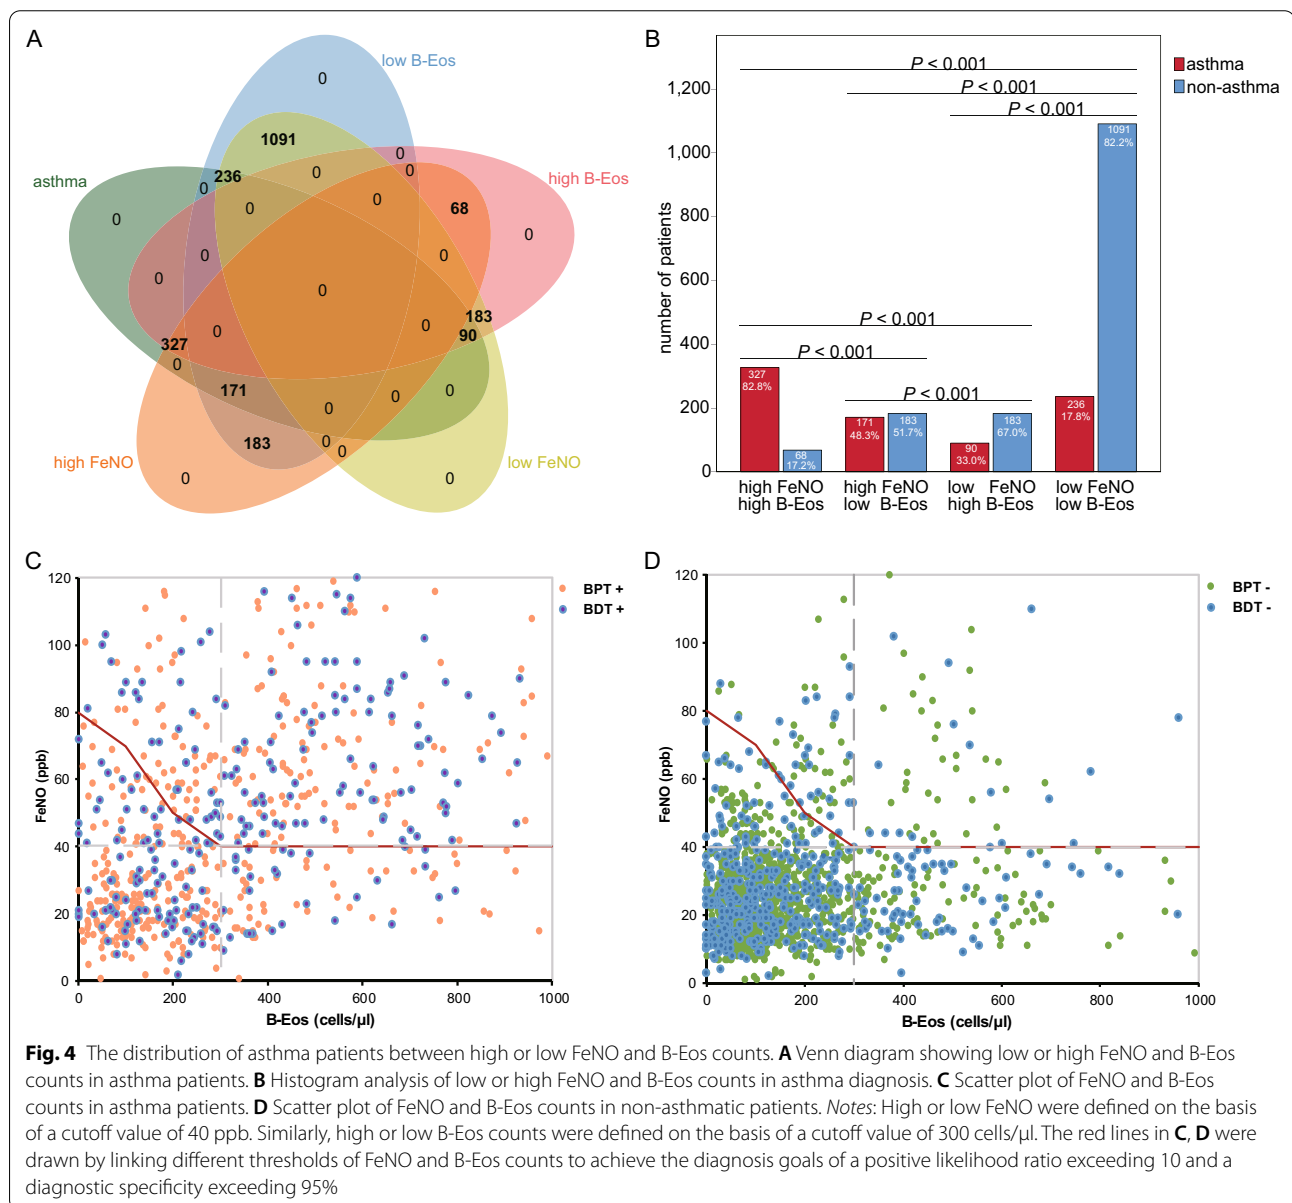 A
low B-Eos
0
1091
asthma
236
0
0
0
0
high B-Eos
0
0
0
68
0
0
0
0
0
0
183
90
0
0
327
0
171
0
0
0
183
0
0
high FeNO
low FeNO
0
0
B
asthma
non-asthma
number of patients
1,200
1,000
800
600
400
200
0
P < 0.001
P < 0.001
P < 0.001
P < 0.001
P < 0.001
P < 0.001
327
82.8%
68
17.2%
171
48.3%
183
51.7%
90
33.0%
183
67.0%
236
17.8%
1091
82.2%
high FeNO
high B-Eos
high FeNO
low B-Eos
low FeNO
high B-Eos
low FeNO
low B-Eos
C
BPT +
BDT +
FeNO (ppb)
120
100
80
60
40
20
0
0 200 400 600 800 1000
B-Eos (cells/µl)
D
BPT -
BDT -
FeNO (ppb)
120
100
80
60
40
20
0
0 200 400 600 800 1000
B-Eos (cells/µl)
Fig. 4 The distribution of asthma patients between high or low FeNO and B-Eos counts. A Venn diagram showing low or high FeNO and B-Eos
counts in asthma patients. B Histogram analysis of low or high FeNO and B-Eos counts in asthma diagnosis. C Scatter plot of FeNO and B-Eos
counts in asthma patients. D Scatter plot of FeNO and B-Eos counts in non-asthmatic patients. Notes: High or low FeNO were defined on the basis
of a cutoff value of 40 ppb. Similarly, high or low B-Eos counts were defined on the basis of a cutoff value of 300 cells/µl. The red lines in C, D were
drawn by linking different thresholds of FeNO and B-Eos counts to achieve the diagnosis goals of a positive likelihood ratio exceeding 10 and a
diagnostic specificity exceeding 95%